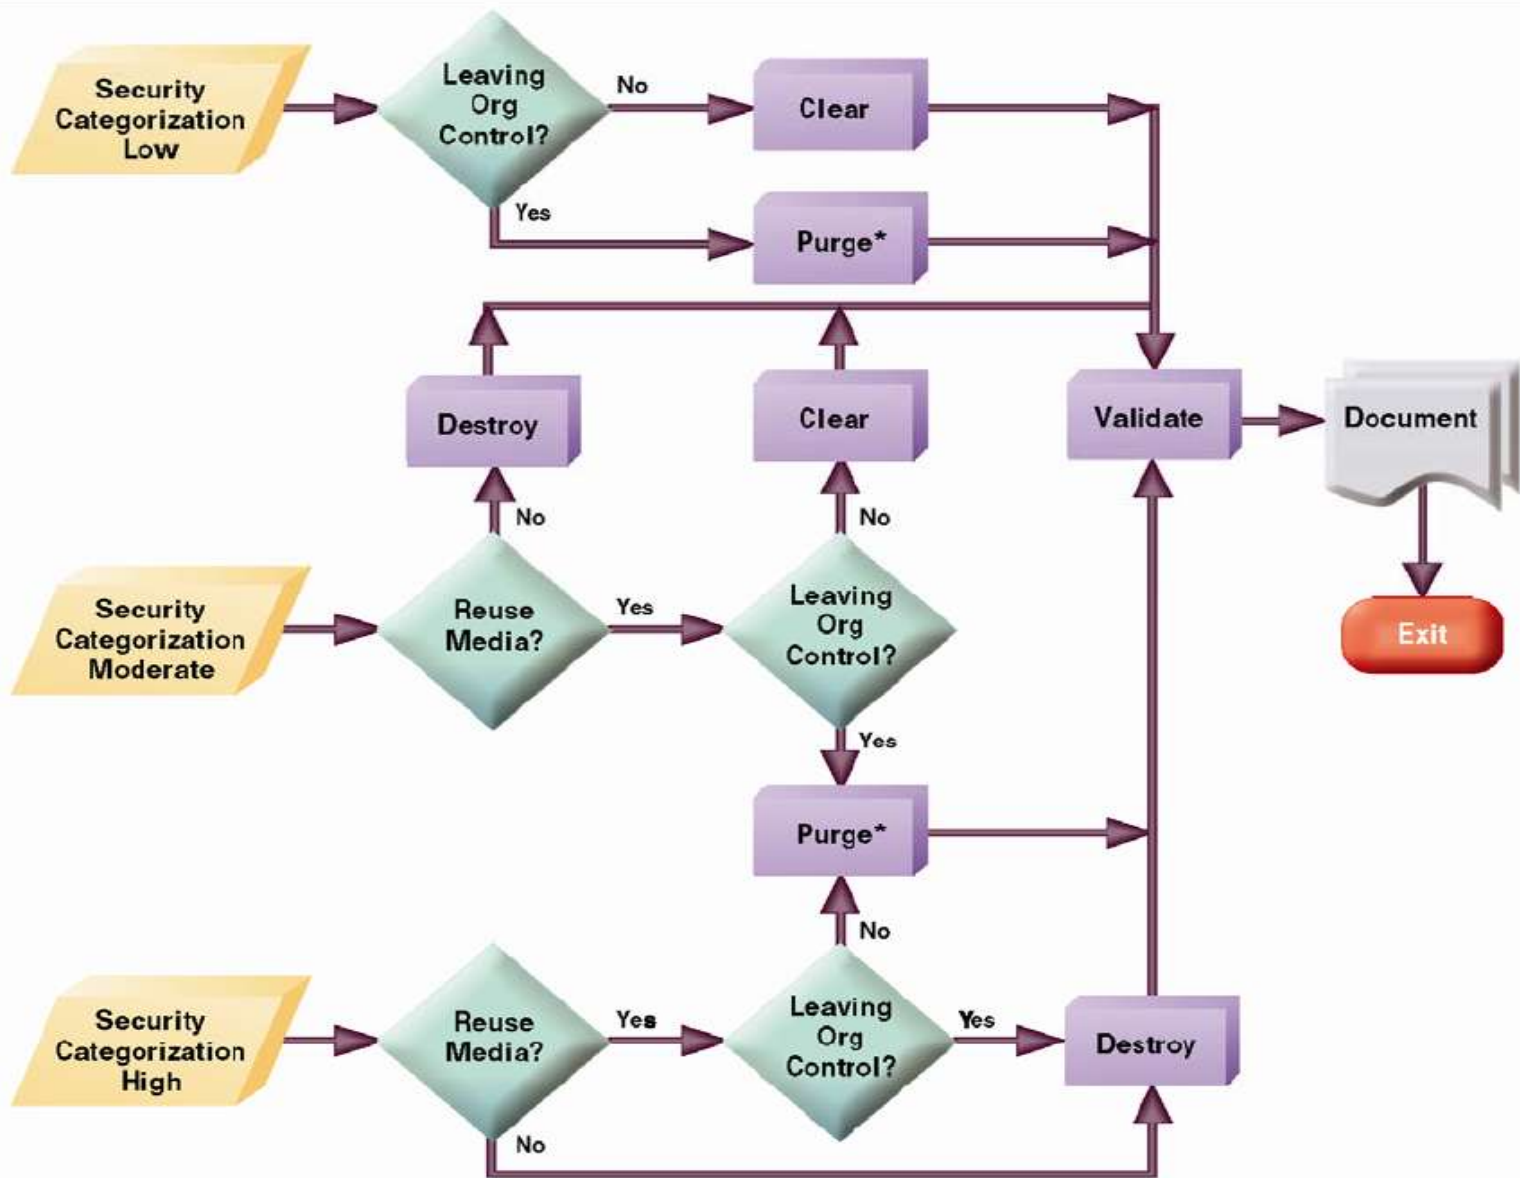 Security
Categorization
Low
Leaving
Org
Control?
No
Clear
Yes
Purge*
Destroy
Clear
Validate
Document
No
No
Security
Categorization
Moderate
Reuse
Media?
Yes
Leaving
Org
Control?
Exit
Yes
Purge*
No
Security
Categorization
High
Reuse
Media?
Yes
Leaving
Org
Control?
Yes
Destroy
No